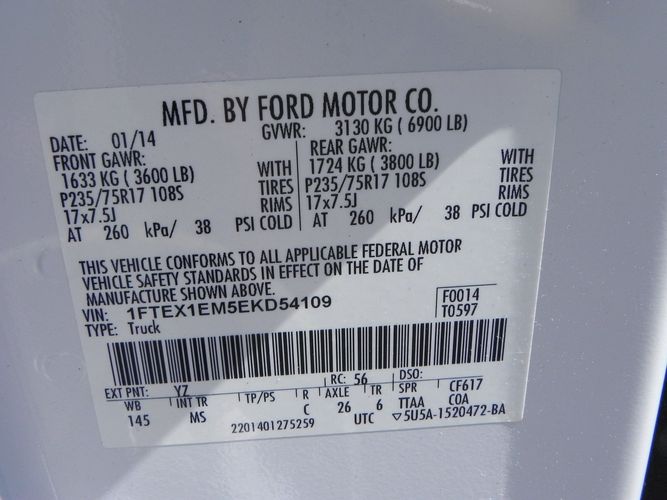 MFD. BY FORD MOTOR CO.
DATE: 01/14 GVWR: 3130 KG ( 6900 LB)
FRONT GAWR: REAR GAWR:
1633 KG ( 3600 LB) WITH 1724 KG ( 3800 LB) WITH
P235/75R17 108S TIRES P235/75R17 108S TIRES
17x7.5J RIMS 17x7.5J RIMS
AT 260 kPa/ 38 PSI COLD AT 260 kPa/ 38 PSI COLD
THIS VEHICLE CONFORMS TO ALL APPLICABLE FEDERAL MOTOR
VEHICLE SAFETY STANDARDS IN EFFECT ON THE DATE OF
MANUFACTURE SHOWN ABOVE.
VIN: 1FTEX1EM5EKD54109 F0014
TYPE: Truck T0597
EXT PNT: YZ RC: 56 DSO:
WB INT TR TP/PS R AXLE TR SPR CF617
145 MS C 26 6 TTAA COA
2201401275259 UTC ▽5U5A-1520472-BA